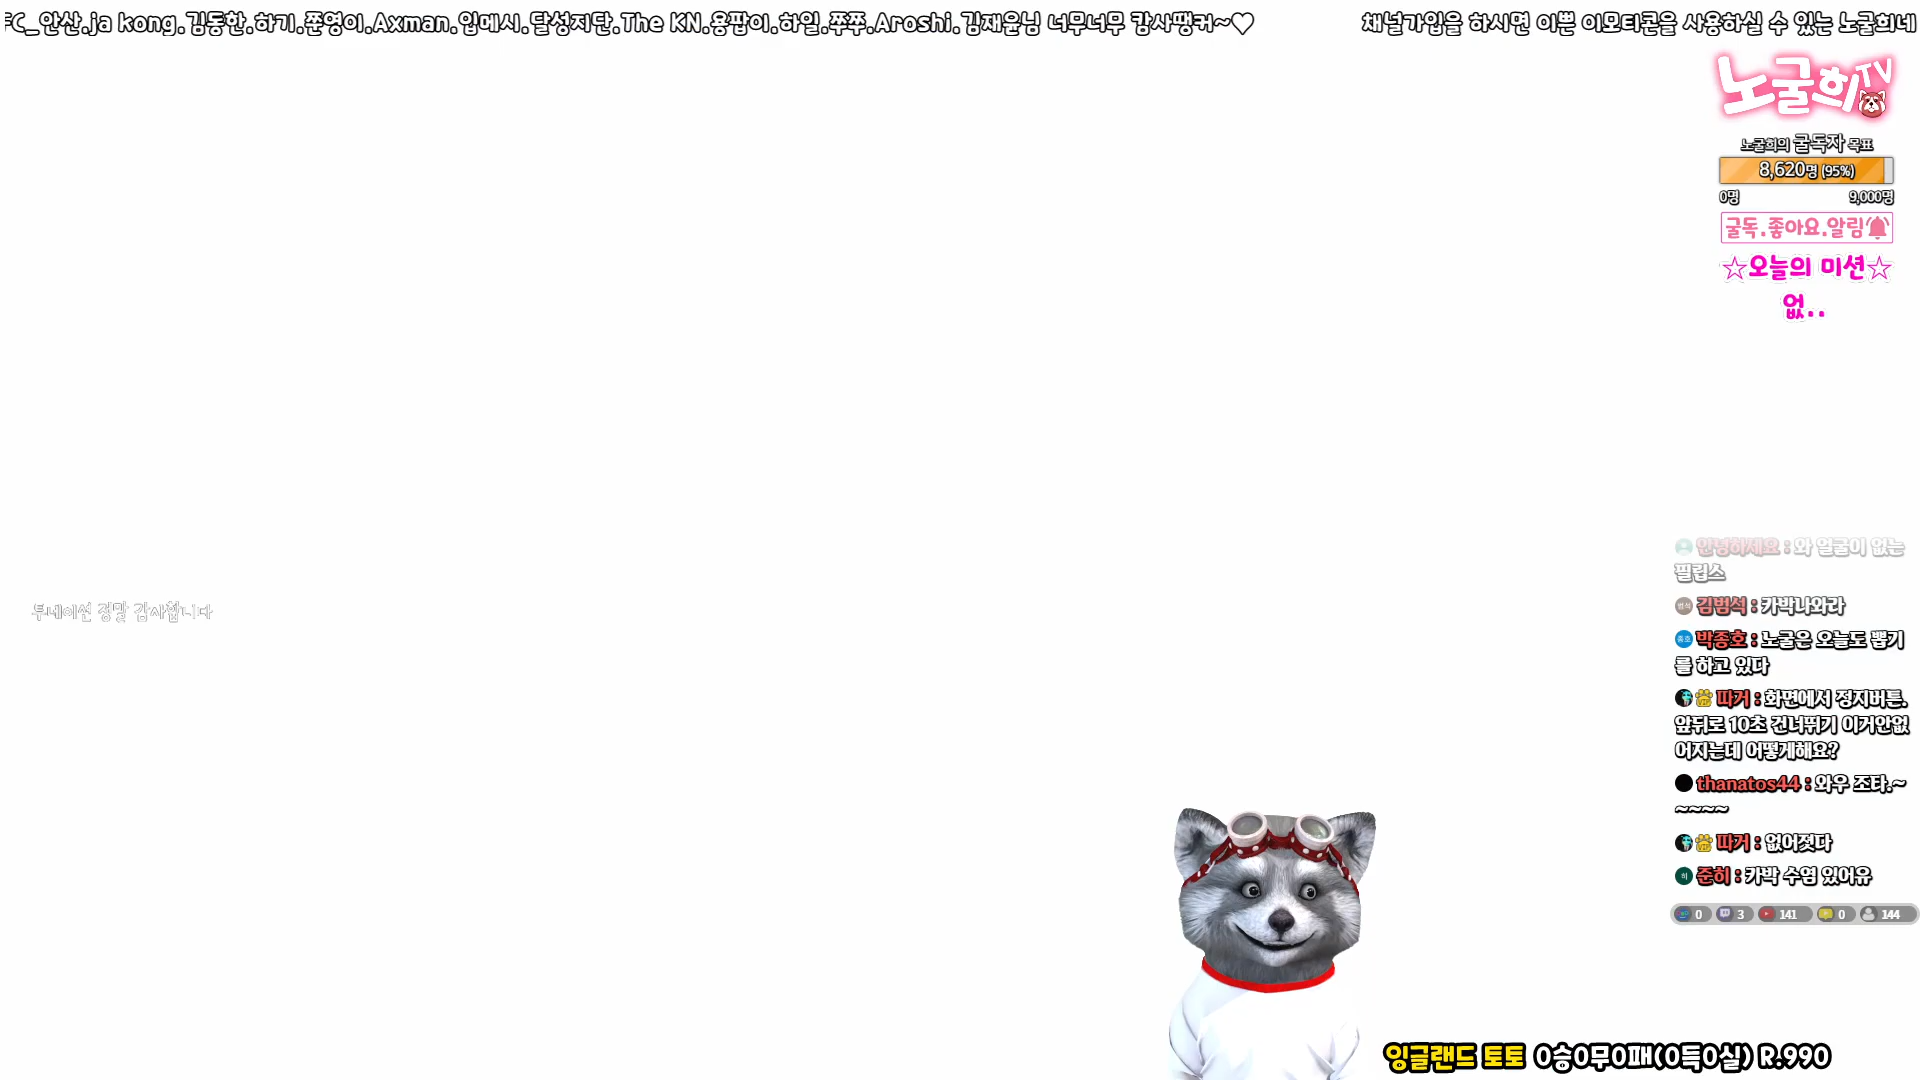 FC_안산.ja kong.김동한.하기.쭌영이.Axman.입메시.달성지단.The KN.용팝이.하일.쭈쭈.Aroshi.김재윤님 너무너무 캄사땡커~♥
채널가입을 하시면 이쁜 이모티콘을 사용하실 수 있는 노굴희네
노굴희TV
노굴희의 굴독자 목표
8,620명 (95%)
0명 9,000명
굴독.좋아요.알림
☆오늘의 미션☆
없..
안녕하세요 : 와 얼굴이 없는
필립스
범석 김범석 : 카박나와라
투네이션 정말 감사합니다
종호 박종호 : 노굴은 오늘도 뽑기
를 하고 있다
따거 : 화면에서 정지버튼.
앞뒤로 10초 건너뛰기 이거안없
어지는데 어떻게해요?
thanatos44 : 와우 조타.~
~~~~
따거 : 없어젓다
히 준히 : 카박 수염 있어유
0 3 141 0 144
잉글랜드 토토 0승0무0패(0득0실) R.990